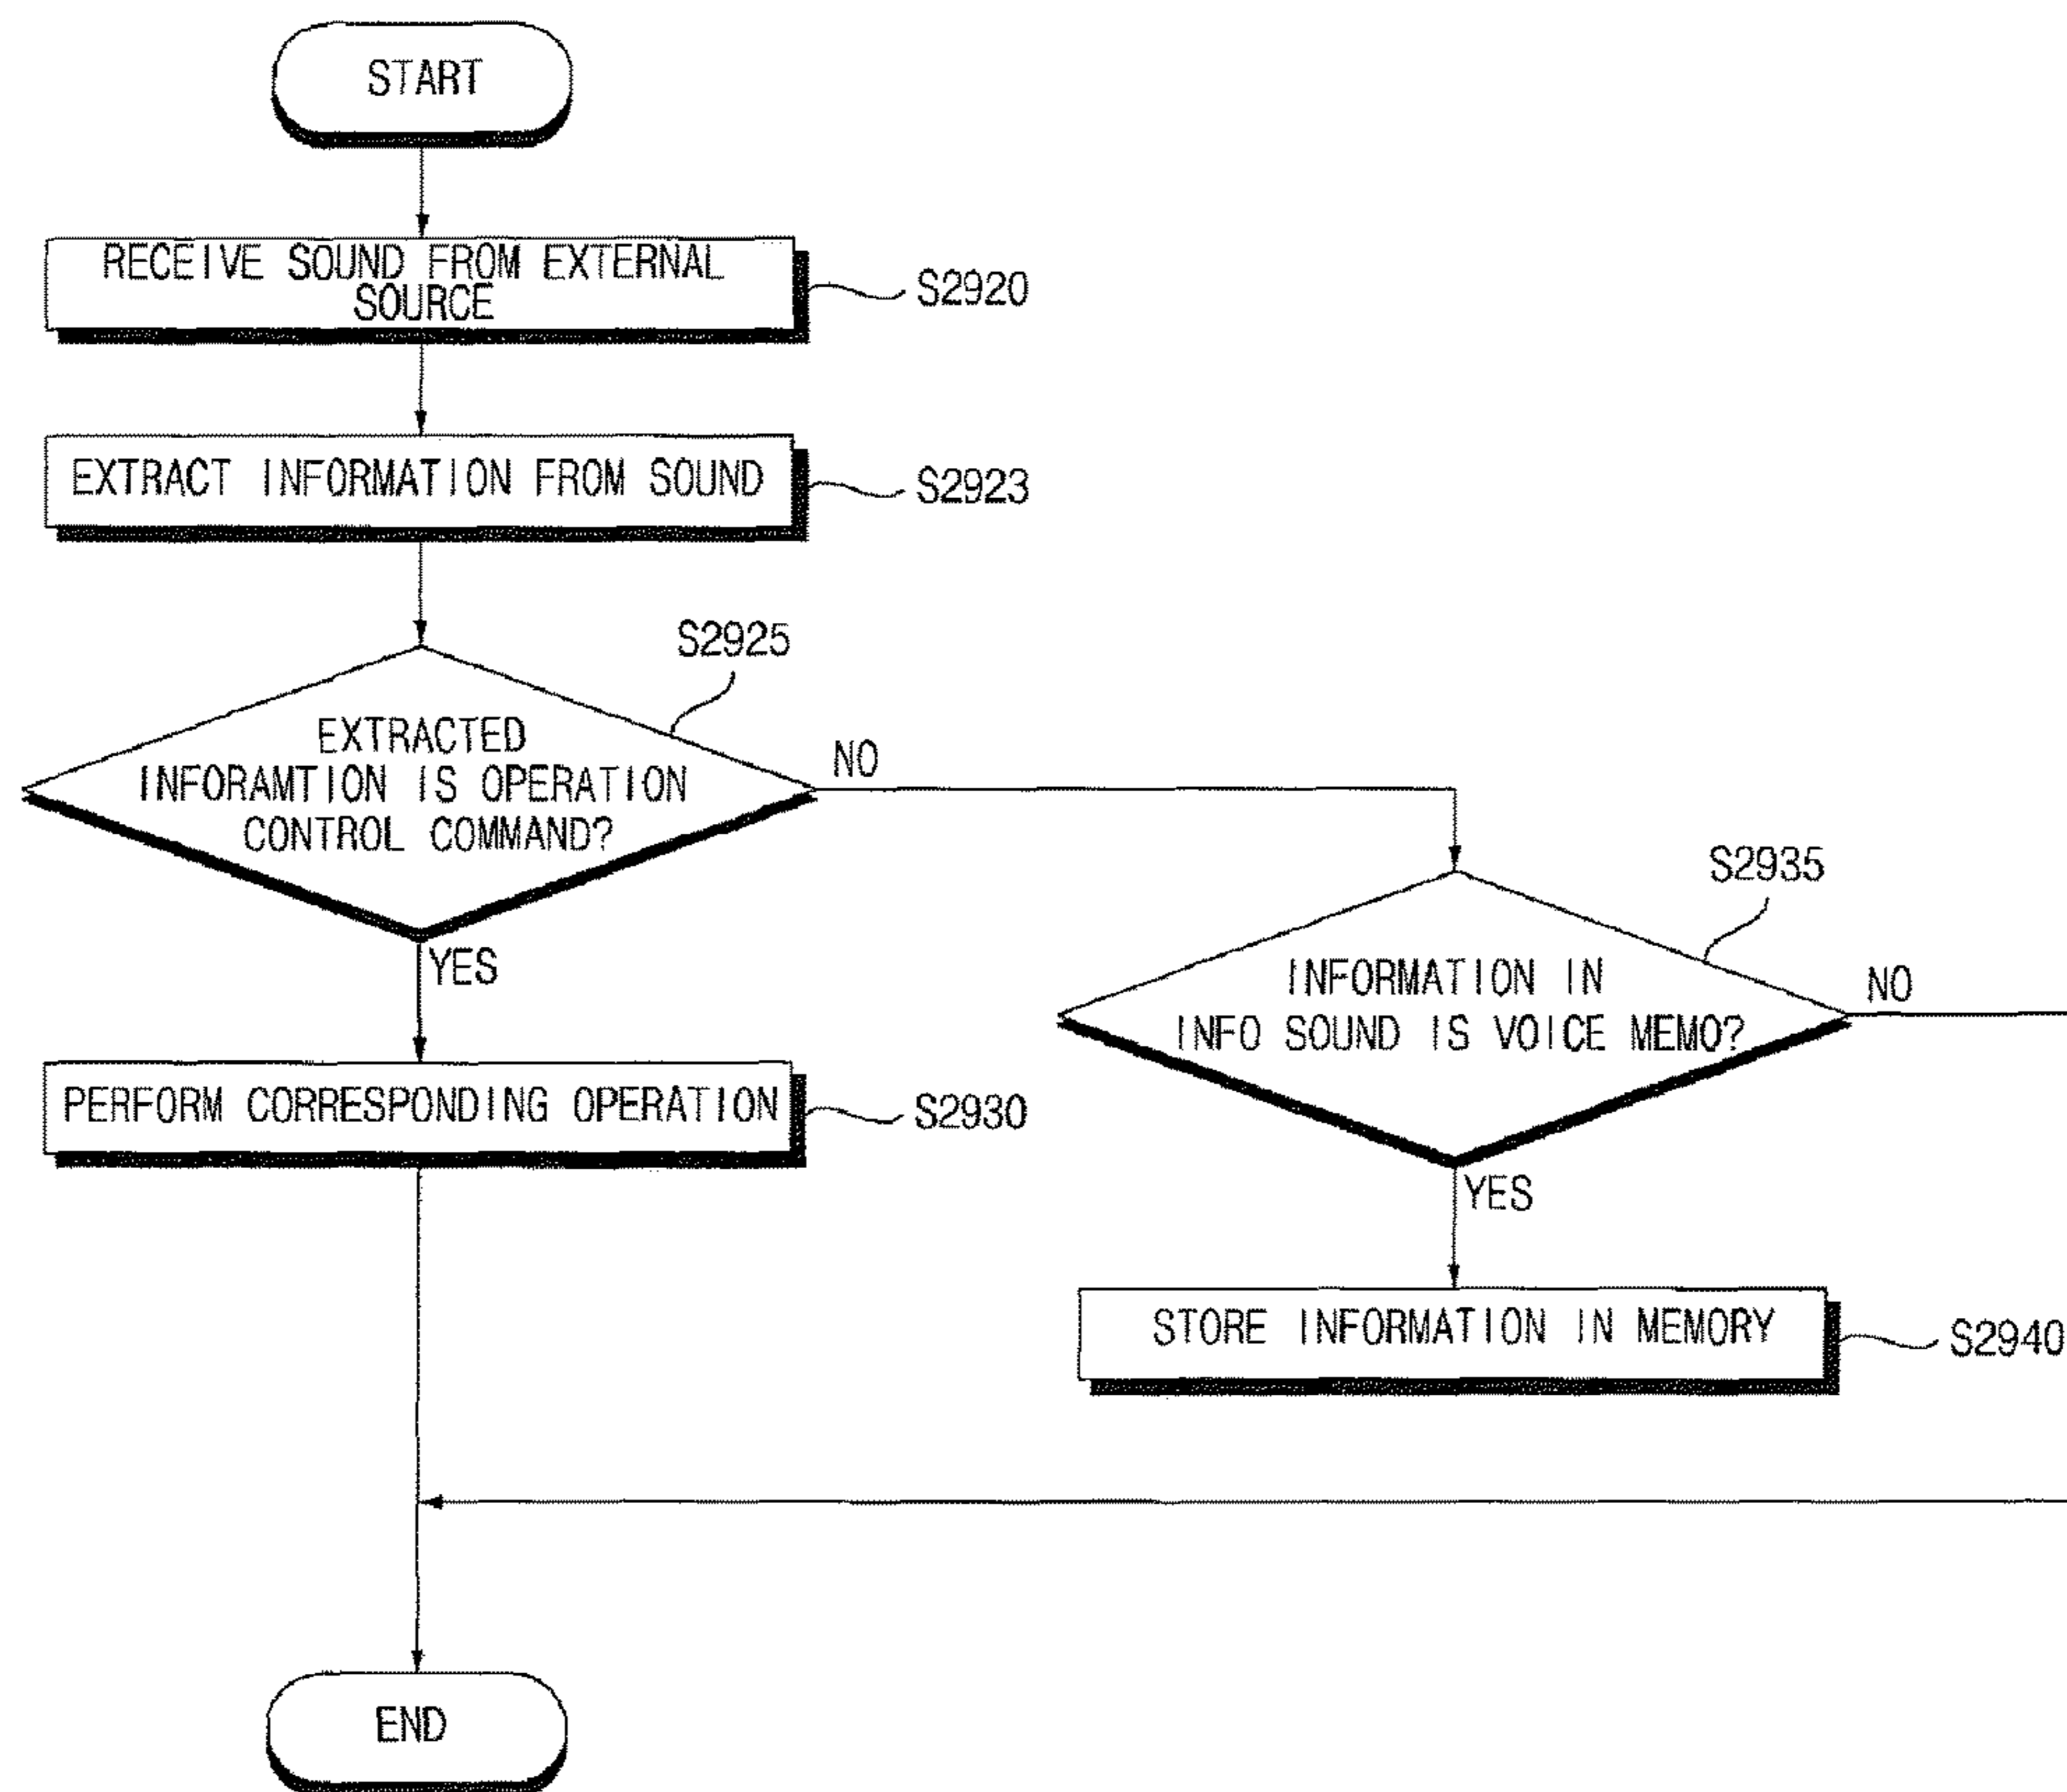 START
RECEIVE SOUND FROM EXTERNAL
SOURCE
S2920
EXTRACT INFORMATION FROM SOUND
S2923
S2925
EXTRACTED
INFORAMTION IS OPERATION
CONTROL COMMAND?
NO
YES
S2935
INFORMATION IN
INFO SOUND IS VOICE MEMO?
NO
YES
PERFORM CORRESPONDING OPERATION
S2930
STORE INFORMATION IN MEMORY
S2940
END